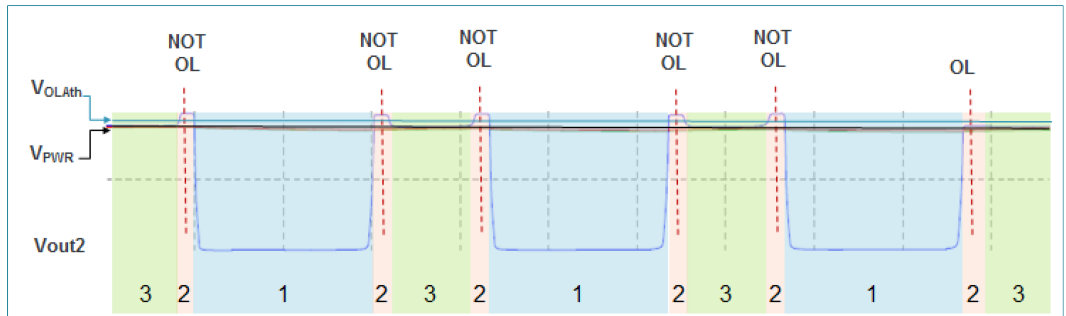 NOT
OL
NOT
OL
NOT
OL
NOT
OL
NOT
OL
OL
VOLAth
VPWR
Vout2
3 2 1 2 3 2 1 2 3 2 1 2 3